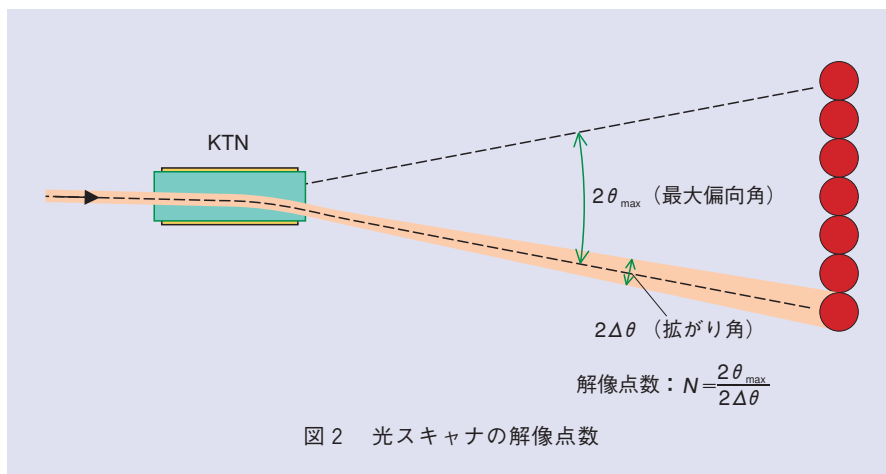 KTN
2θmax（最大偏向角）
2Δθ（拡がり角）
解像点数：N=2θmax/2Δθ
図2　光スキャナの解像点数